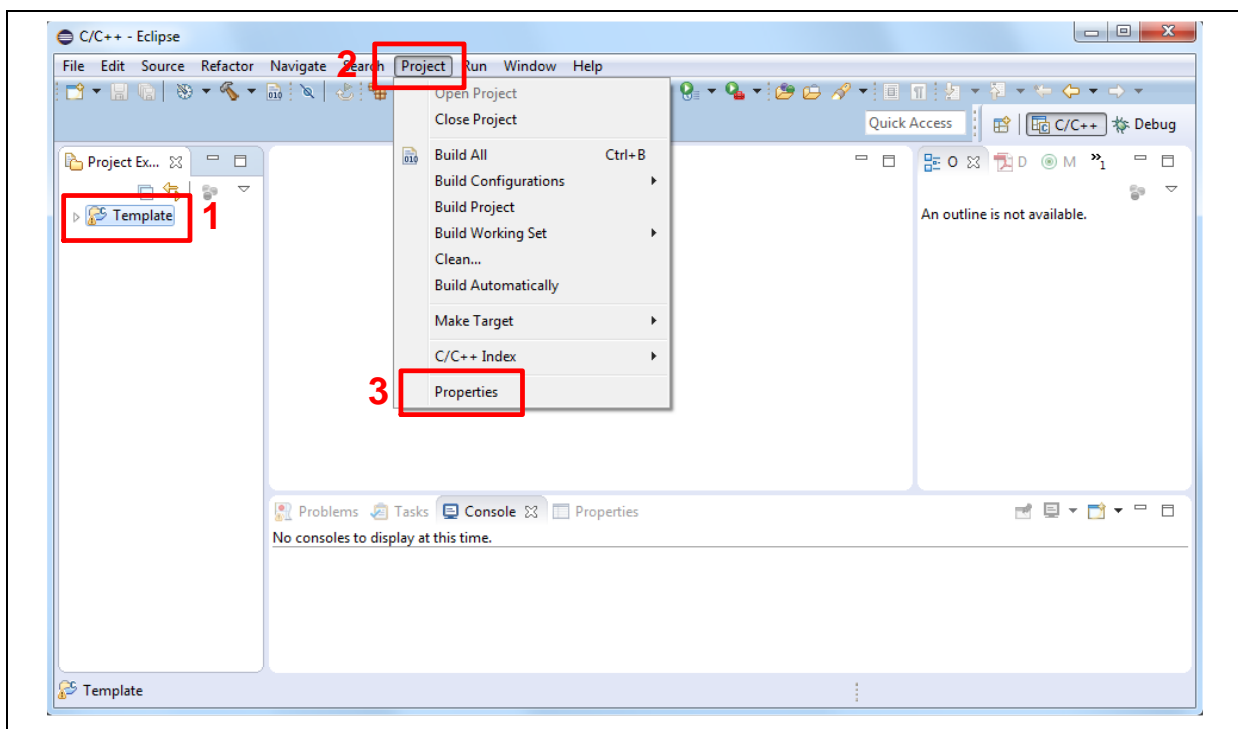 C/C++ - Eclipse
File Edit Source Refactor Navigate Search Project Run Window Help
2
Open Project
Close Project
Build All Ctrl+B
Build Configurations
Build Project
Build Working Set
Clean...
Build Automatically
Make Target
C/C++ Index
Properties
3
Quick Access
C/C++
Debug
Project Ex...
Template
1
O D M »1
An outline is not available.
Problems Tasks Console Properties
No consoles to display at this time.
Template